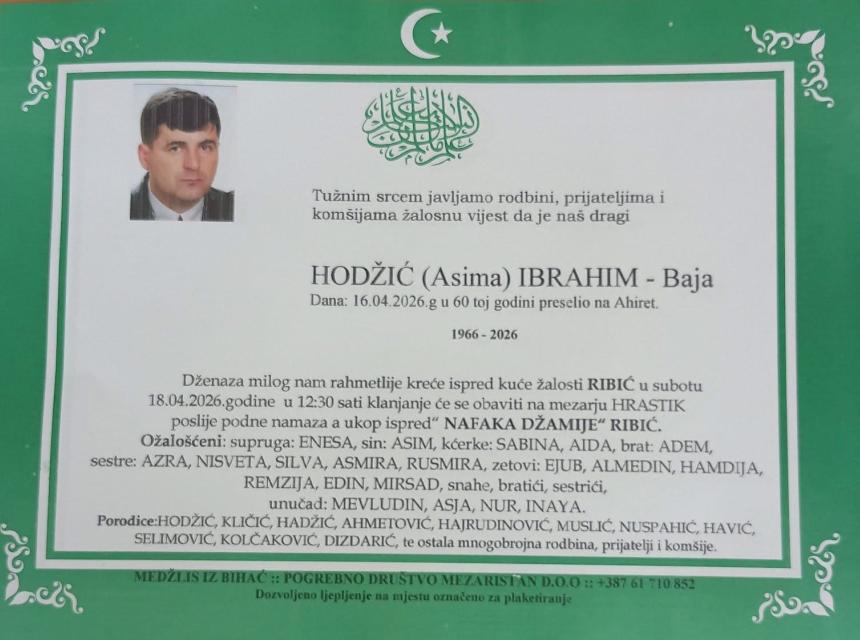 Tužnim srcem javljamo rodbini, prijateljima i
komšijama žalosnu vijest da je naš dragi
HODŽIĆ (Asima) IBRAHIM - Baja
Dana: 16.04.2026.g u 60 toj godini preselio na Ahiret.
1966 - 2026
Dženaza milog nam rahmetlije kreće ispred kuće žalosti RIBIĆ u subotu
18.04.2026.godine u 12:30 sati klanjanje će se obaviti na mezarju HRASTIK
poslije podne namaza a ukop ispred“ NAFAKA DŽAMIJE“ RIBIĆ.
Ožalošćeni: supruga: ENESA, sin: ASIM, kćerke: SABINA, AIDA, brat: ADEM,
sestre: AZRA, NISVETA, SILVA, ASMIRA, RUSMIRA, zetovi: EJUB, ALMEDIN, HAMDIJA,
REMZIJA, EDIN, MIRSAD, snahe, bratići, sestrići,
unučad: MEVLUDIN, ASJA, NUR, INAYA.
Porodice:HODŽIĆ, KLIČIĆ, HADŽIĆ, AHMETOVIĆ, HAJRUDINOVIĆ, MUSLIĆ, NUSPAHIĆ, HAVIĆ,
SELIMOVIĆ, KOLČAKOVIĆ, DIZDARIĆ, te ostala mnogobrojna rodbina, prijatelji i komšije.
MEDŽLIS IZ BIHAĆ :: POGREBNO DRUŠTVO MEZARISTAN D.O.O :: +387 61 710 852
Dozvoljeno ljepljenje na mjestu označeno za plaketiranje